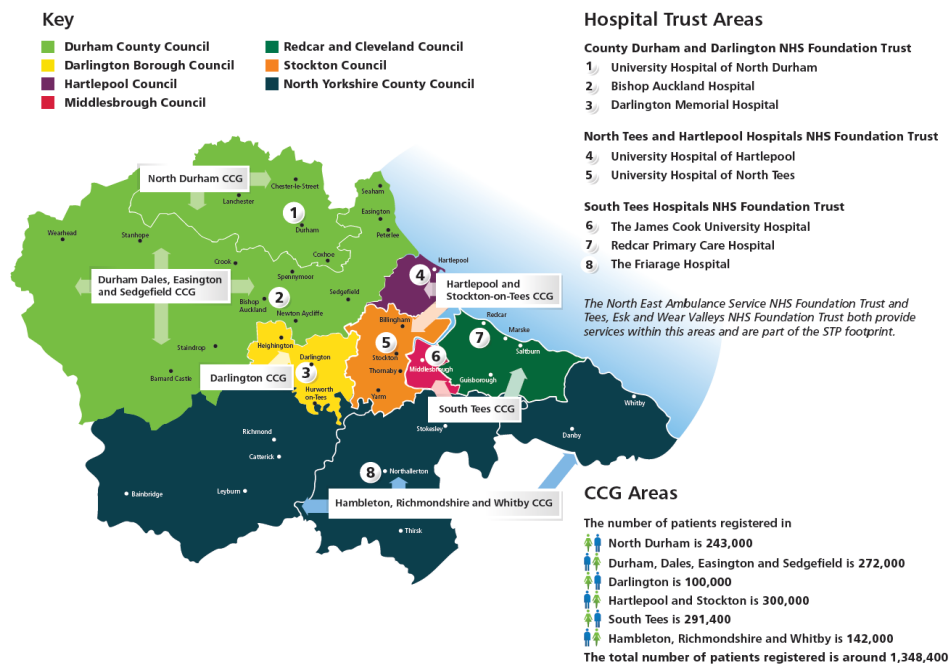 Key
Durham County Council
Darlington Borough Council
Hartlepool Council
Middlesbrough Council
Redcar and Cleveland Council
Stockton Council
North Yorkshire County Council
Hospital Trust Areas
County Durham and Darlington NHS Foundation Trust
1 University Hospital of North Durham
2 Bishop Auckland Hospital
3 Darlington Memorial Hospital
North Tees and Hartlepool Hospitals NHS Foundation Trust
4 University Hospital of Hartlepool
5 University Hospital of North Tees
South Tees Hospitals NHS Foundation Trust
6 The James Cook University Hospital
7 Redcar Primary Care Hospital
8 The Friarage Hospital
The North East Ambulance Service NHS Foundation Trust and
Tees, Esk and Wear Valleys NHS Foundation Trust both provide
services within this areas and are part of the STP footprint.
North Durham CCG
Chester-le-Street
Lanchester
Seaham
1
Easington
Durham
Peterlee
Wearhead
Stanhope
Coxhoe
Crook
Hartlepool
4
Spennymoor
Durham Dales, Easington
and Sedgefield CCG
Hartlepool and
Stockton-on-Tees CCG
Bishop
Auckland
2
Sedgefield
Newton Aycliffe
Billingham
Redcar
Marske
7
Saltburn
Heighington
Staindrop
5
Stockton
Darlington
6
Middlesbrough
Barnard Castle
Darlington CCG
3
Thornaby
Guisborough
Hurworth
on-Tees
Yarm
South Tees CCG
Whitby
Stokesley
Danby
Richmond
Catterick
8
Northallerton
Bainbridge
Leyburn
Hambleton, Richmondshire and Whitby CCG
Thirsk
CCG Areas
The number of patients registered in
North Durham is 243,000
Durham, Dales, Easington and Sedgefield is 272,000
Darlington is 100,000
Hartlepool and Stockton is 300,000
South Tees is 291,400
Hambleton, Richmondshire and Whitby is 142,000
The total number of patients registered is around 1,348,400